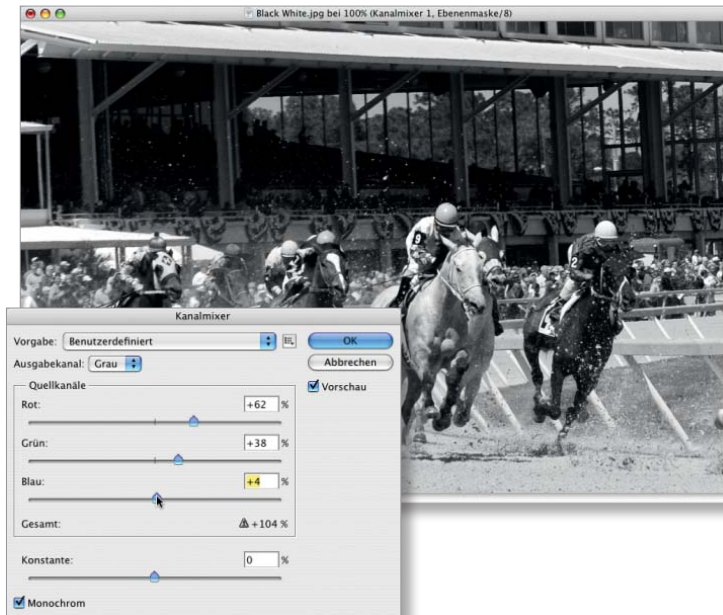 Black White.jpg bei 100% (Kanalmixer 1, Ebenenmaske/8)
9
2
Kanalmixer
Vorgabe: Benutzerdefiniert
OK
Ausgabekanal: Grau
Abbrechen
Quellkanäle
Vorschau
Rot: +62 %
Grün: +38 %
Blau: +4 %
Gesamt: +104 %
Konstante: 0 %
Monochrom